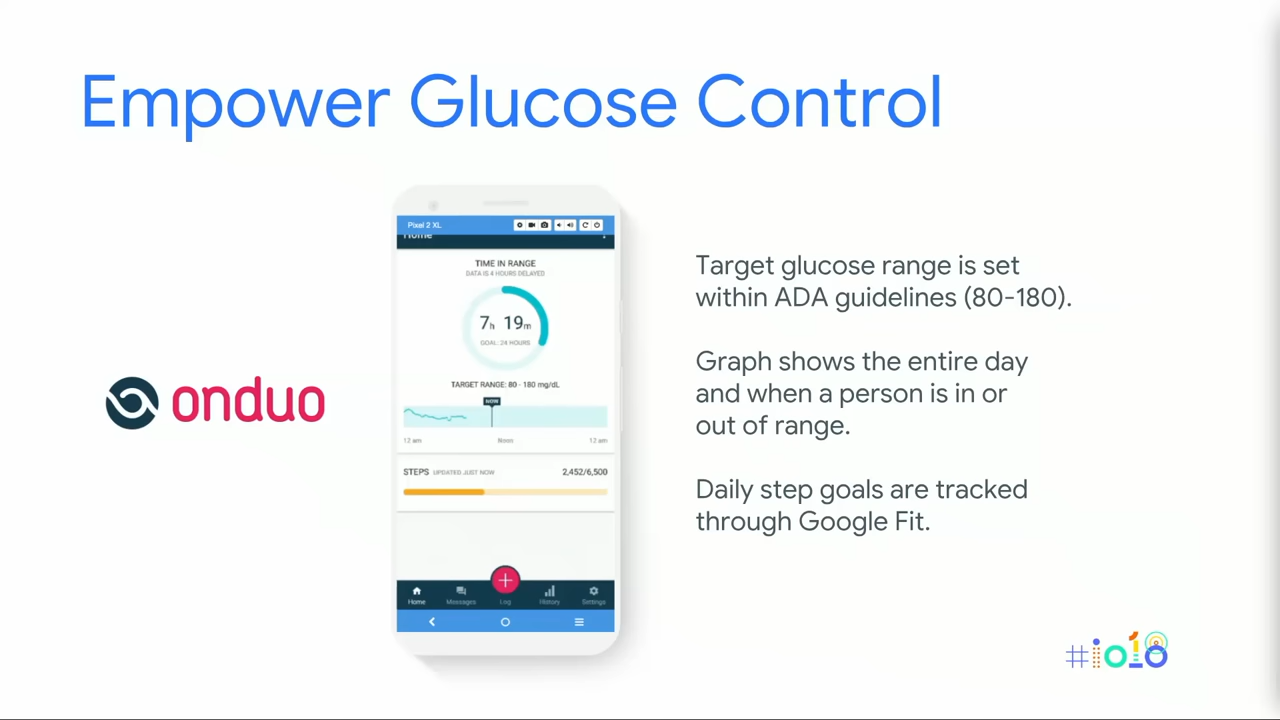 Empower Glucose Control
onduo
Pixel 2 XL
Home
TIME IN RANGE
DATA IS 4 HOURS DELAYED
7h 19m
GOAL: 24 HOURS
TARGET RANGE: 80 - 180 mg/dL
NOW
12 am Noon 12 am
STEPS UPDATED JUST NOW 2,452/6,500
Home Messages Log History Settings
Target glucose range is set
within ADA guidelines (80-180).
Graph shows the entire day
and when a person is in or
out of range.
Daily step goals are tracked
through Google Fit.
#io18